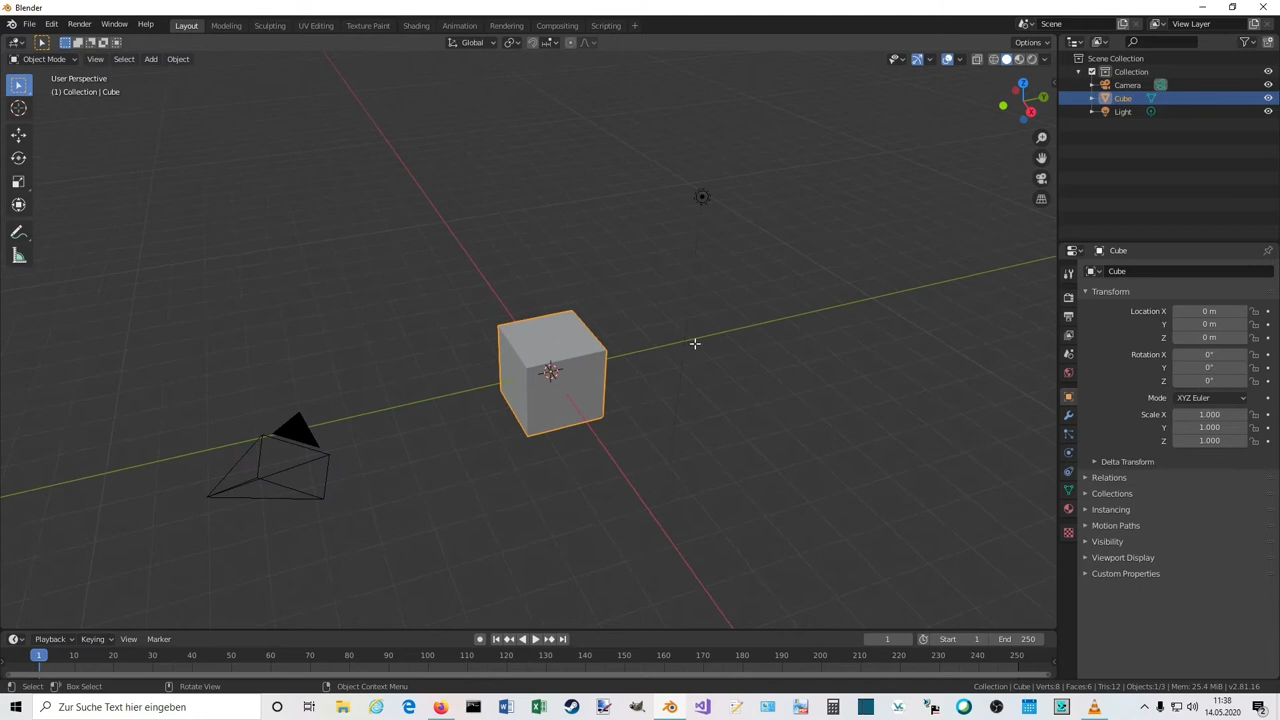 Blender
File Edit Render Window Help Layout Modeling Sculpting UV Editing Texture Paint Shading Animation Rendering Compositing Scripting + Scene View Layer
Global Options
Object Mode View Select Add Object
User Perspective
(1) Collection | Cube
Z
Y
X
Scene Collection
Collection
Camera
Cube
Light
Cube
Cube
Transform
Location X 0 m
Y 0 m
Z 0 m
Rotation X 0°
Y 0°
Z 0°
Mode XYZ Euler
Scale X 1.000
Y 1.000
Z 1.000
Delta Transform
Relations
Collections
Instancing
Motion Paths
Visibility
Viewport Display
Custom Properties
Playback Keying View Marker 1 Start 1 End 250
1 10 20 30 40 50 60 70 80 90 100 110 120 130 140 150 160 170 180 190 200 210 220 230 240 250
Select Box Select Rotate View Object Context Menu Collection | Cube | Verts:8 | Faces:6 | Tris:12 | Objects:1/3 | Mem: 25.4 MiB | v2.81.16
Zur Suche hier eingeben
11:38
14.05.2020